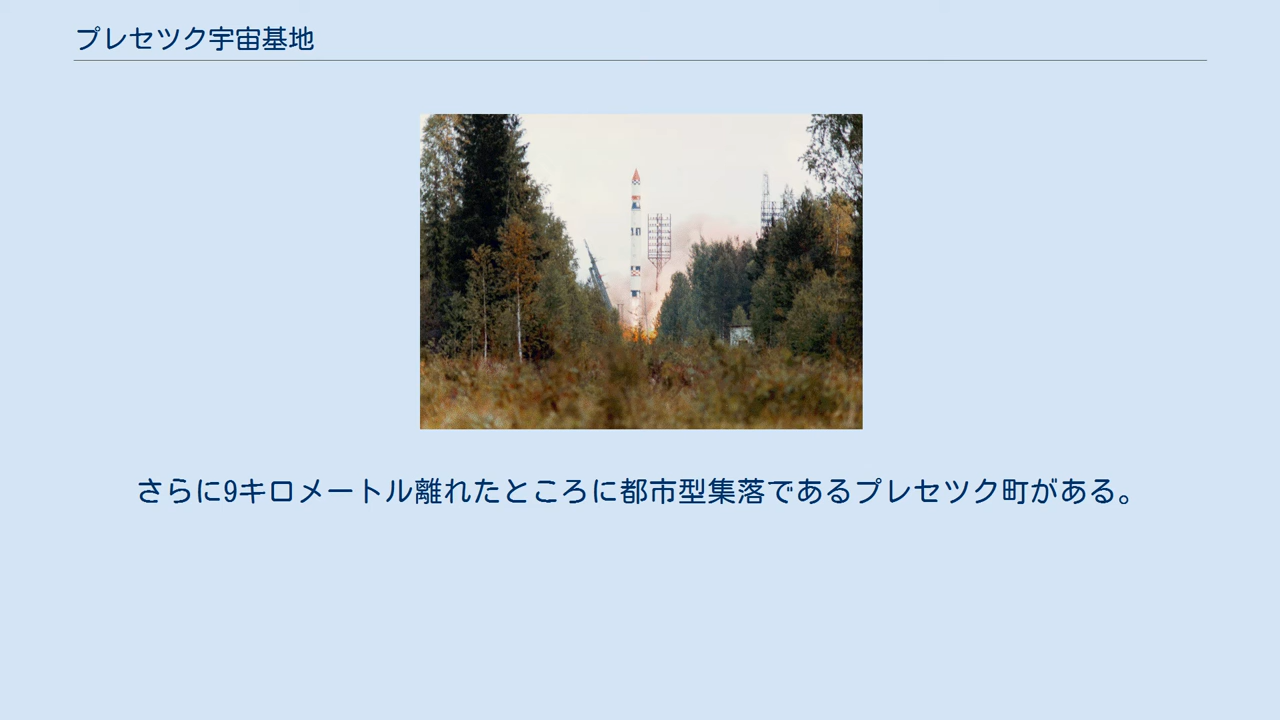 プレセツク宇宙基地
さらに9キロメートル離れたところに都市型集落であるプレセツク町がある。